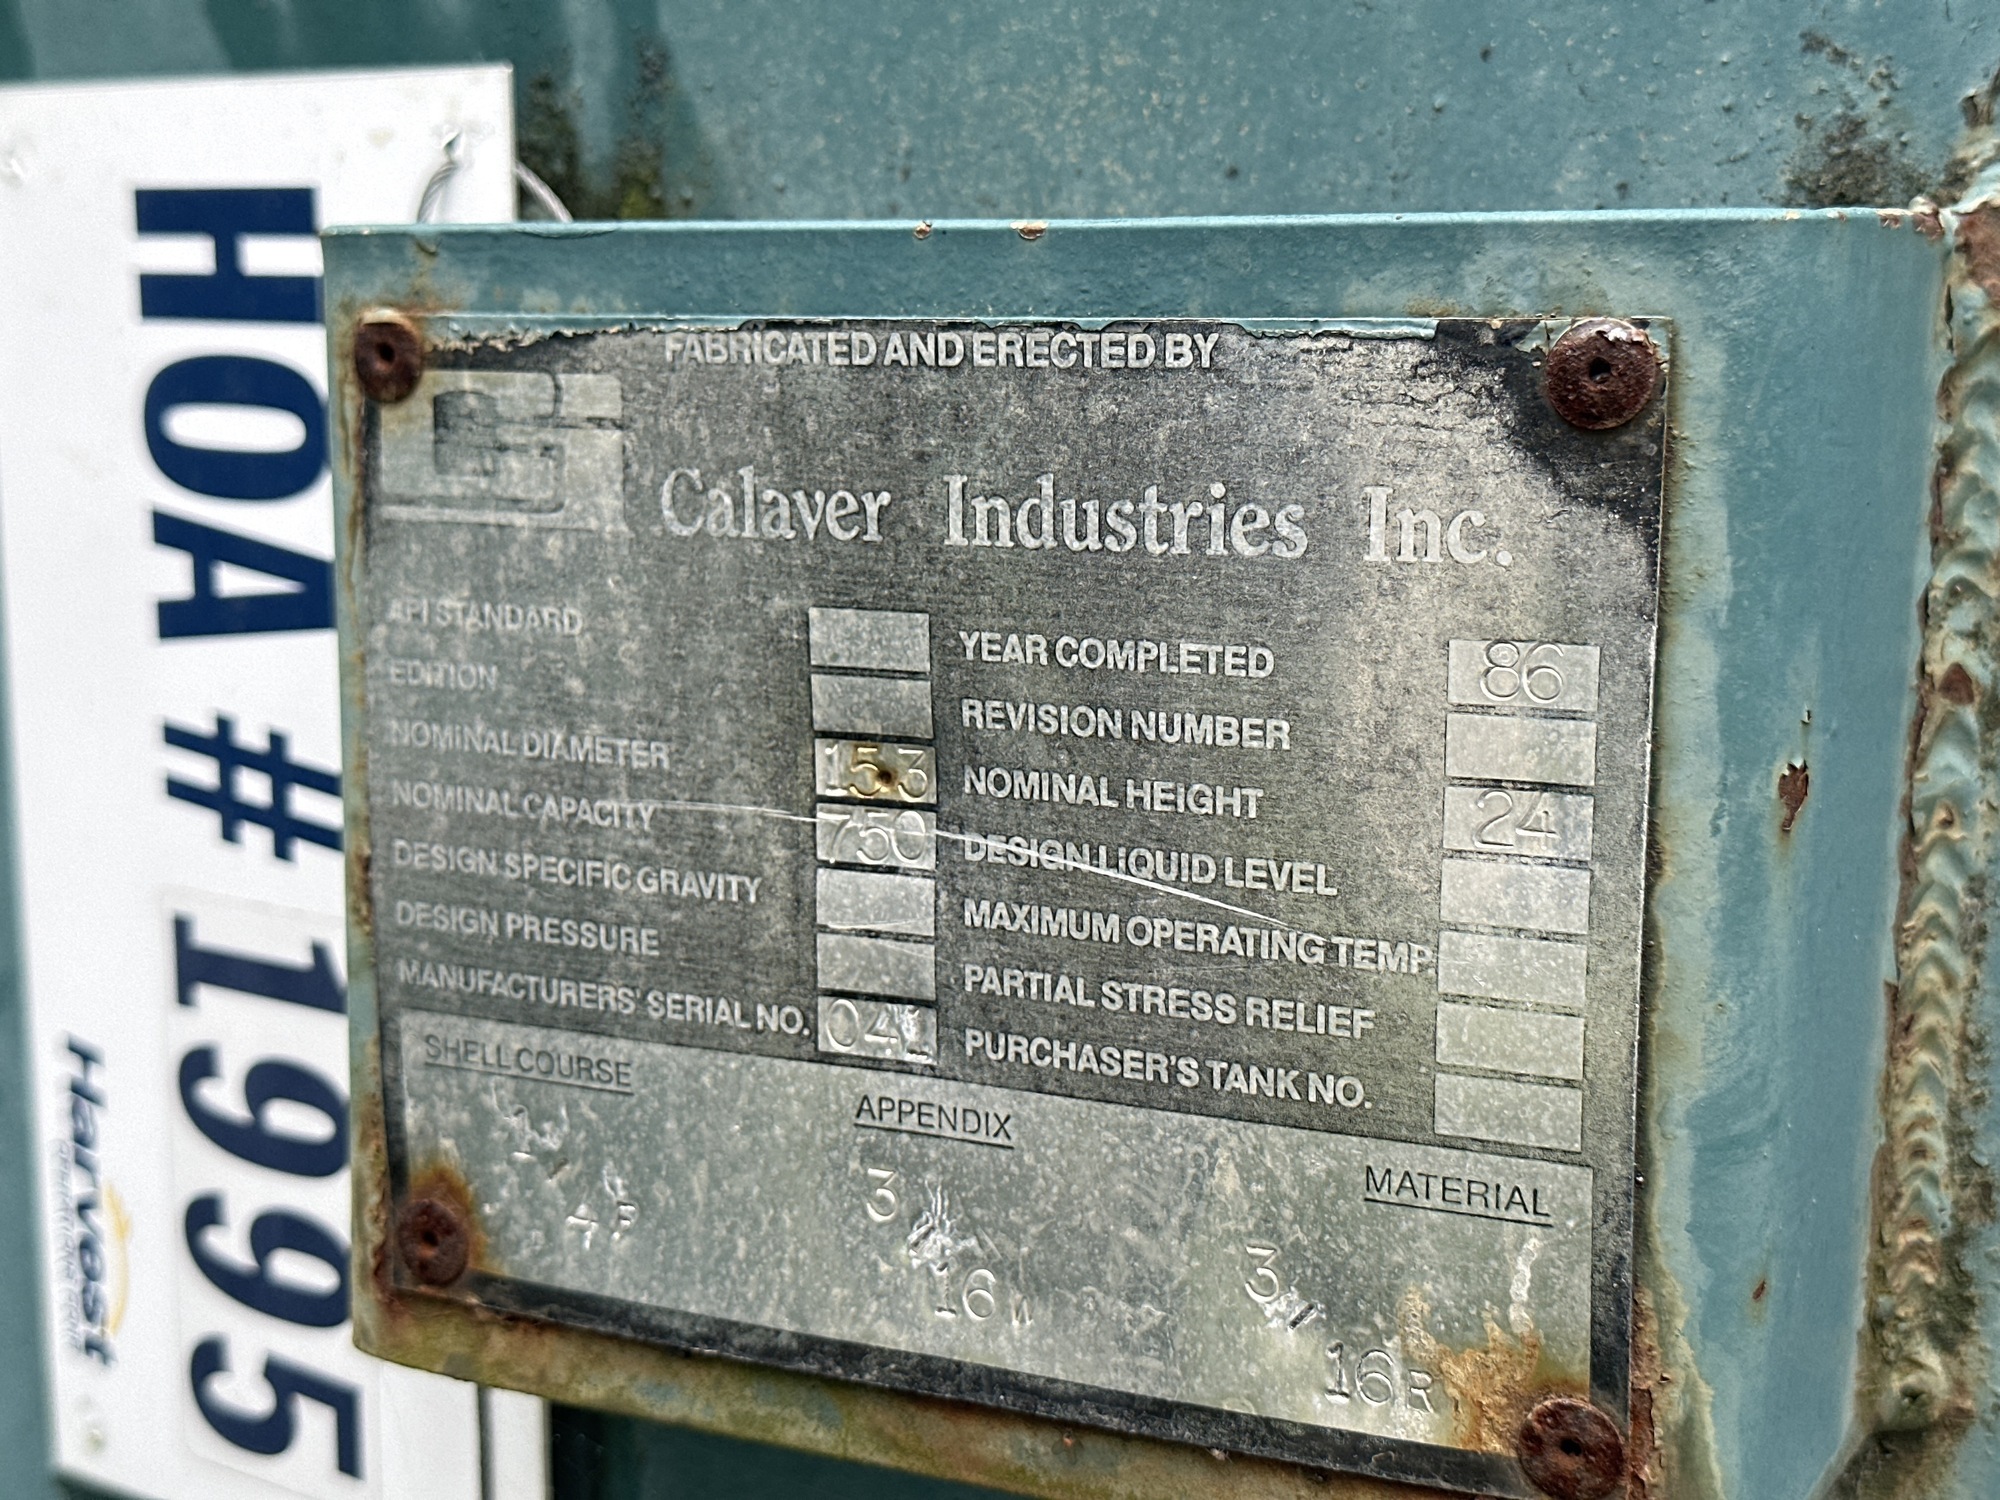 HOA # 1995
Harvest
OPERATIONS CORP.
FABRICATED AND ERECTED BY
Calaver Industries Inc.
API STANDARD
EDITION
NOMINAL DIAMETER 15.3
NOMINAL CAPACITY 750
DESIGN SPECIFIC GRAVITY
DESIGN PRESSURE
MANUFACTURERS' SERIAL NO. 041
YEAR COMPLETED 86
REVISION NUMBER
NOMINAL HEIGHT 24
DESIGN LIQUID LEVEL
MAXIMUM OPERATING TEMP
PARTIAL STRESS RELIEF
PURCHASER'S TANK NO.
SHELL COURSE
APPENDIX
MATERIAL
3
16
3
16 R